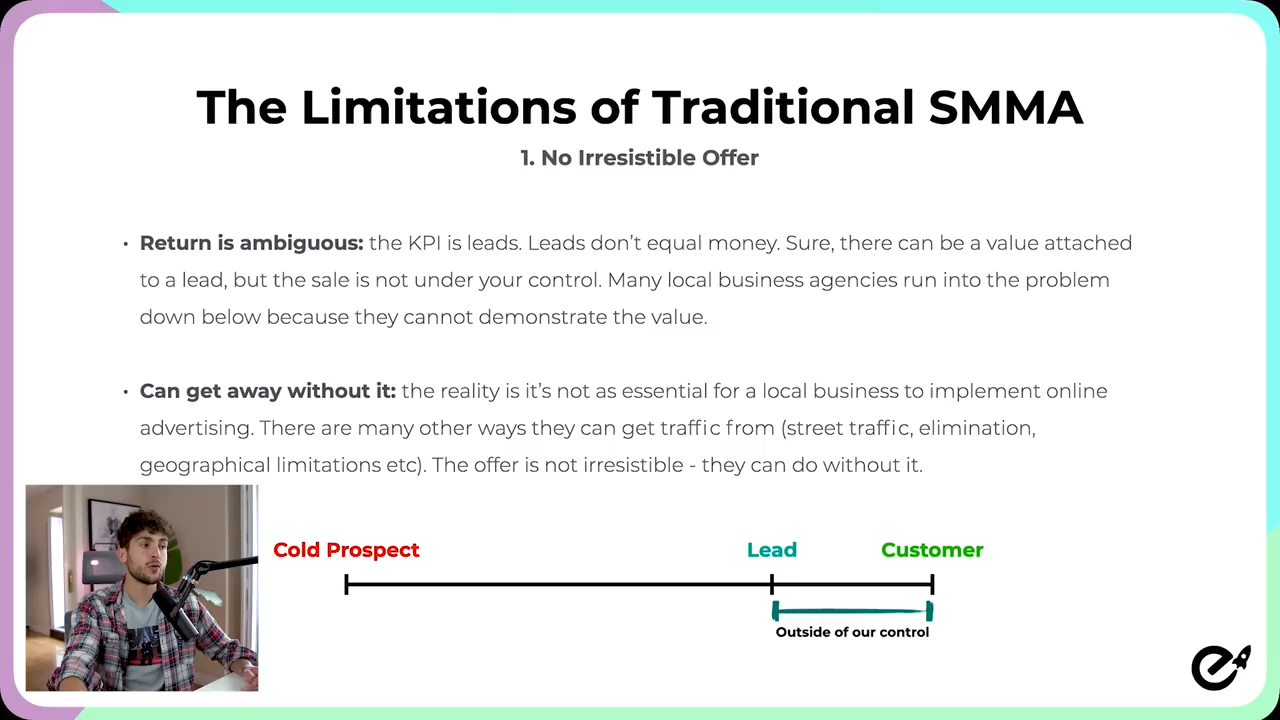 The Limitations of Traditional SMMA
1. No Irresistible Offer
• Return is ambiguous: the KPI is leads. Leads don’t equal money. Sure, there can be a value attached
to a lead, but the sale is not under your control. Many local business agencies run into the problem
down below because they cannot demonstrate the value.
• Can get away without it: the reality is it’s not as essential for a local business to implement online
advertising. There are many other ways they can get traffic from (street traffic, elimination,
geographical limitations etc). The offer is not irresistible - they can do without it.
Cold Prospect
Lead
Customer
Outside of our control